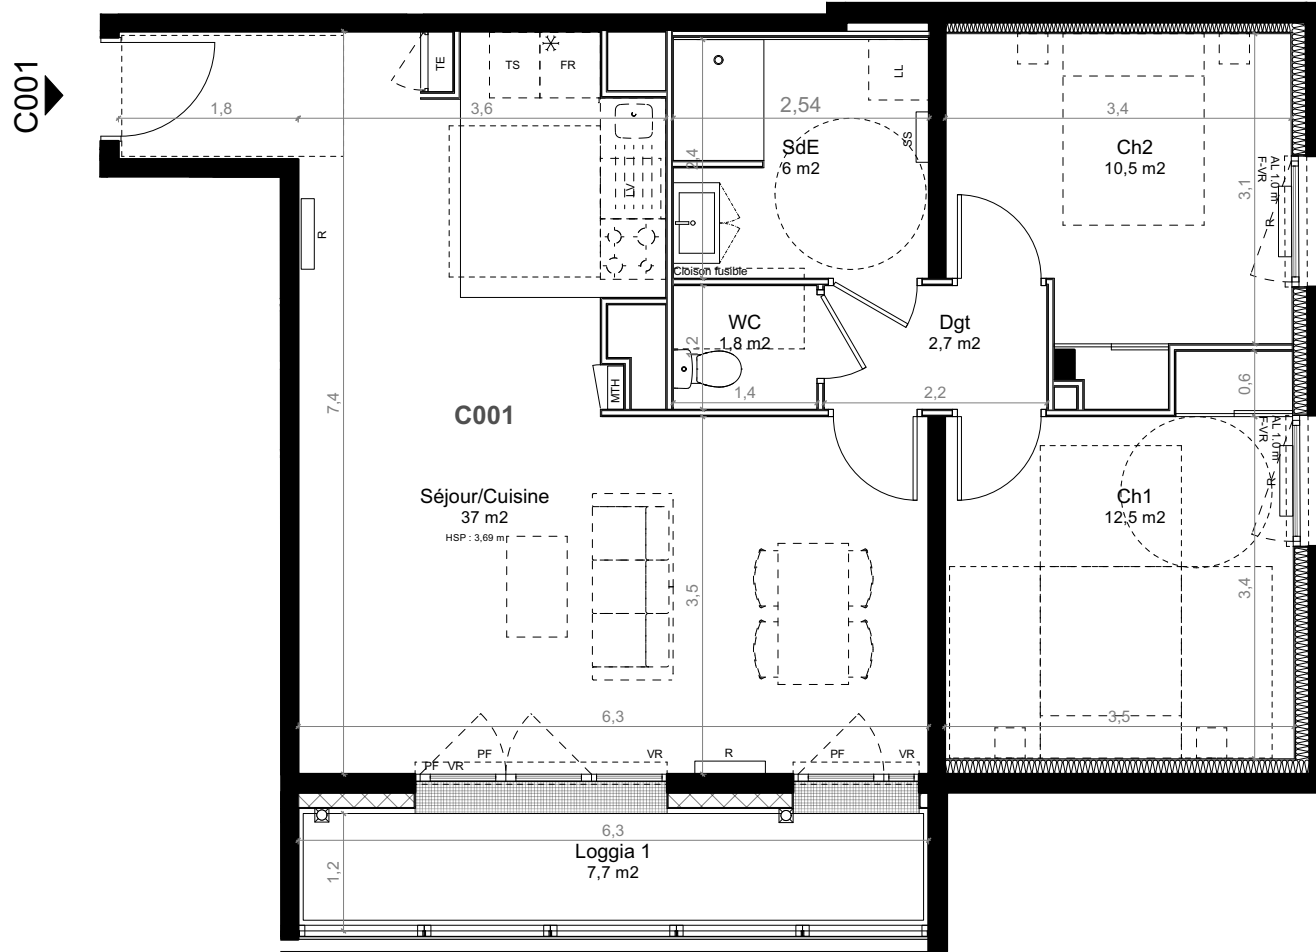 C001
TE
TS
FR
LL
1,8
3,6
2,54
3,4
SdE
6 m2
SS
2,4
Ch2
10,5 m2
3,1
AL 1.0 m
F-VR
R
R
LV
Cloison fusible
WC
1,8 m2
1,2
Dgt
2,7 m2
MTH
1,4
2,2
0,6
7,4
C001
AL 1.0 m
F-VR
R
Séjour/Cuisine
37 m2
HSP : 3,69 m
Ch1
12,5 m2
3,5
3,4
6,3
3,5
PF
VR
PF
VR
R
PF
VR
6,3
Loggia 1
7,7 m2
1,2